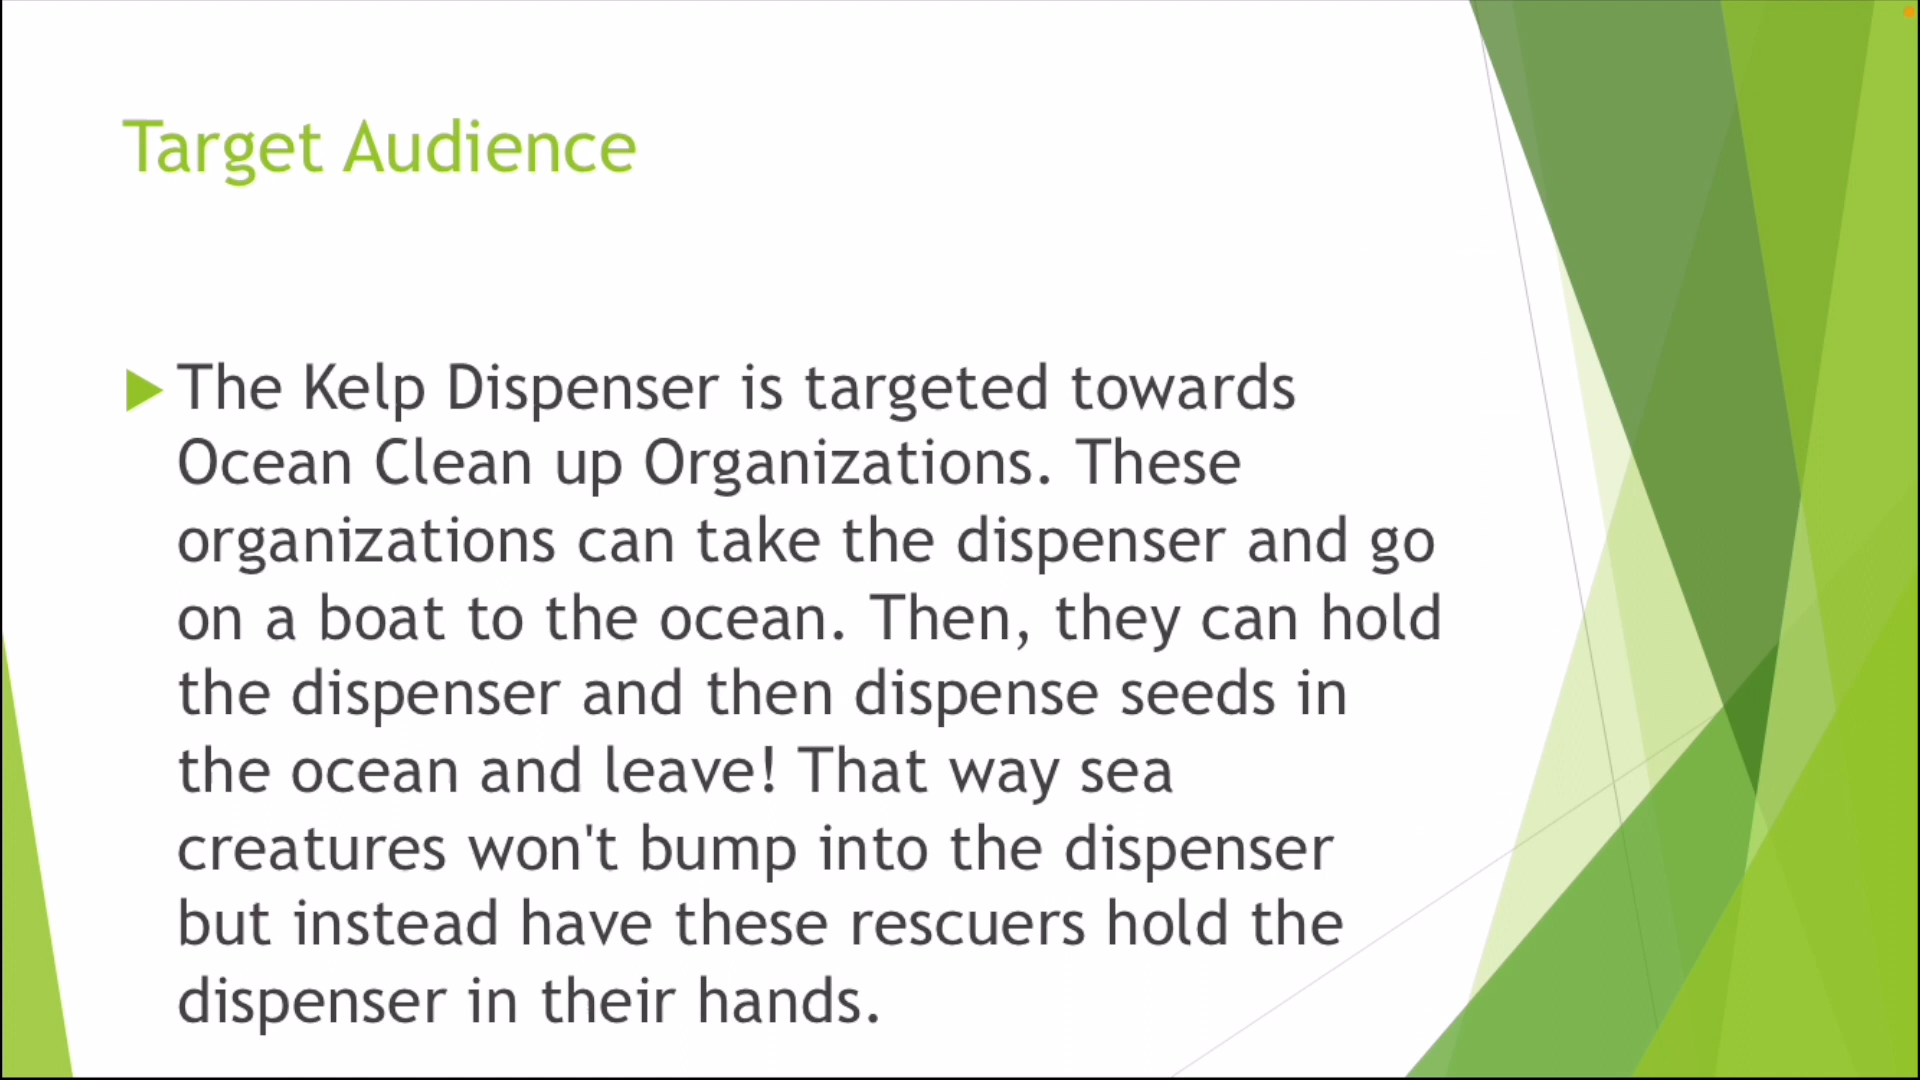 Target Audience
The Kelp Dispenser is targeted towards
Ocean Clean up Organizations. These
organizations can take the dispenser and go
on a boat to the ocean. Then, they can hold
the dispenser and then dispense seeds in
the ocean and leave! That way sea
creatures won't bump into the dispenser
but instead have these rescuers hold the
dispenser in their hands.